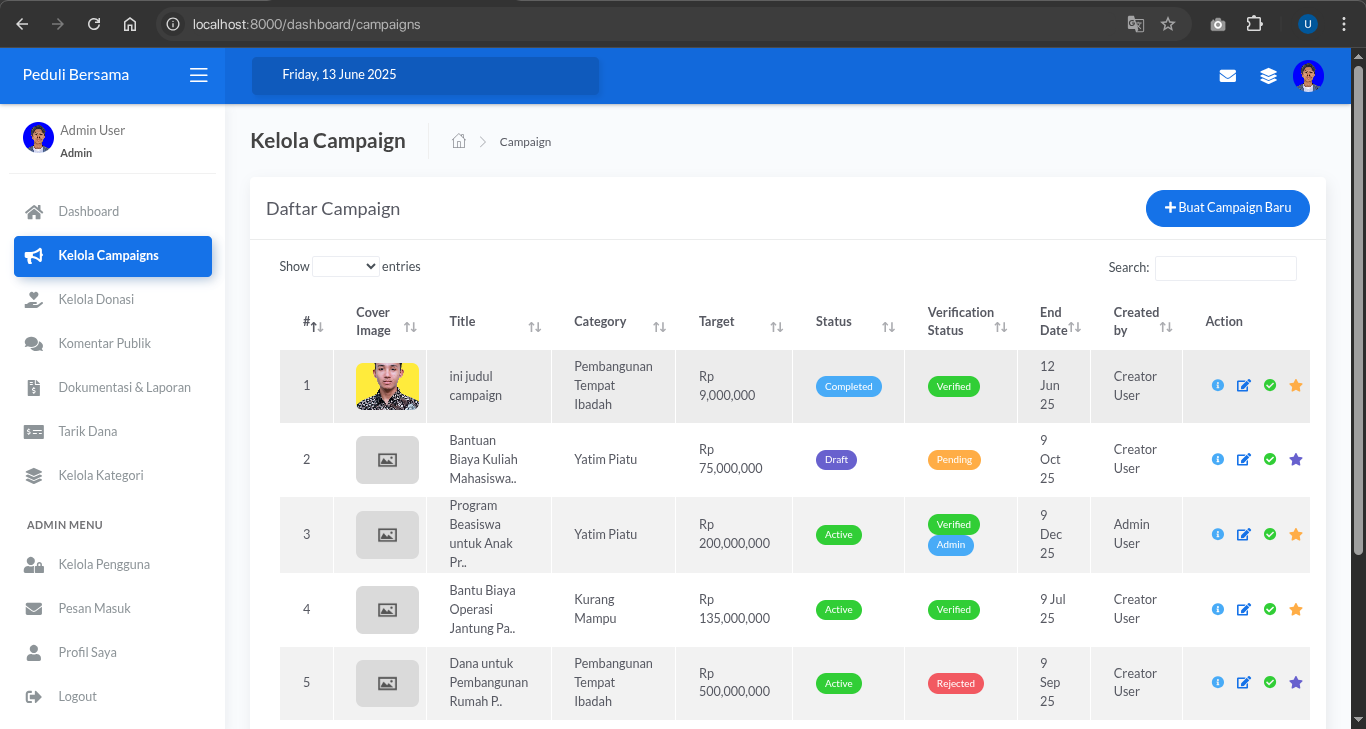 localhost:8000/dashboard/campaigns
U
Peduli Bersama
Friday, 13 June 2025
Admin User
Admin
Dashboard
Kelola Campaigns
Kelola Donasi
Komentar Publik
Dokumentasi & Laporan
Tarik Dana
Kelola Kategori
ADMIN MENU
Kelola Pengguna
Pesan Masuk
Profil Saya
Logout
Kelola Campaign
Campaign
Daftar Campaign
Buat Campaign Baru
Show entries
Search:
# Cover Image Title Category Target Status Verification Status End Date Created by Action
1 ini judul campaign Pembangunan Tempat Ibadah Rp 9,000,000 Completed Verified 12 Jun 25 Creator User
2 Bantuan Biaya Kuliah Mahasiswa.. Yatim Piatu Rp 75,000,000 Draft Pending 9 Oct 25 Creator User
3 Program Beasiswa untuk Anak Pr.. Yatim Piatu Rp 200,000,000 Active Verified Admin 9 Dec 25 Admin User
4 Bantu Biaya Operasi Jantung Pa.. Kurang Mampu Rp 135,000,000 Active Verified 9 Jul 25 Creator User
5 Dana untuk Pembangunan Rumah P.. Pembangunan Tempat Ibadah Rp 500,000,000 Active Rejected 9 Sep 25 Creator User